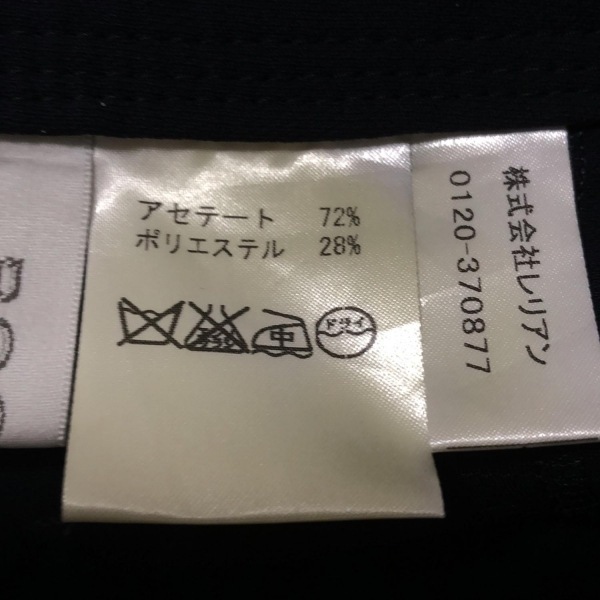 アセテート 72%
ポリエステル 28%
中
ドライ
株式会社レリアン
0120-370877